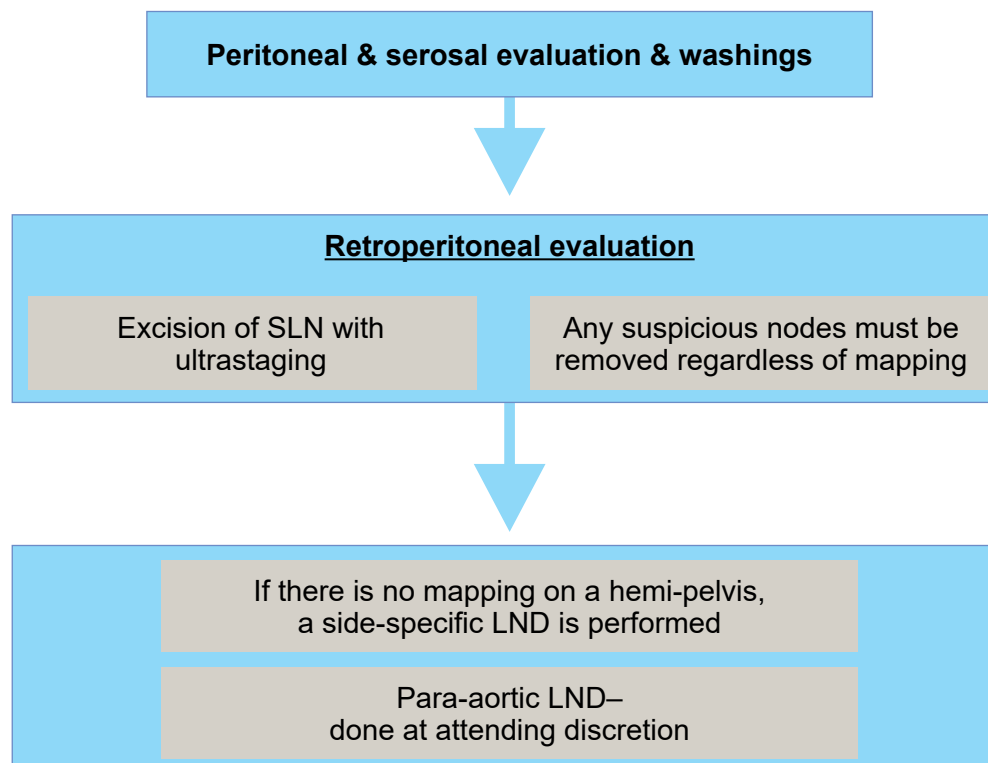 Peritoneal & serosal evaluation & washings
Retroperitoneal evaluation
Excision of SLN with
ultrastaging
Any suspicious nodes must be
removed regardless of mapping
If there is no mapping on a hemi-pelvis,
a side-specific LND is performed
Para-aortic LND–
done at attending discretion